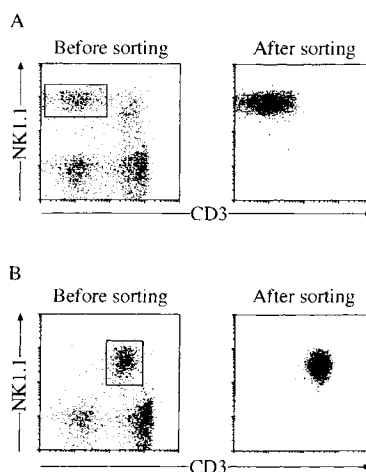 A
Before sorting
After sorting
NK1.1
CD3
B
Before sorting
After sorting
NK1.1
CD3